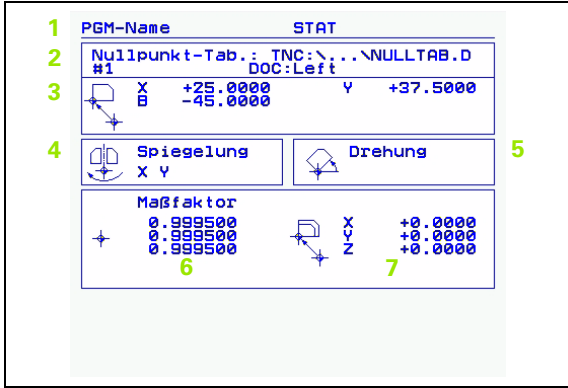 1 PGM-Name STAT
2 Nullpunkt-Tab.: TNC:\...\NULLTAB.D
#1 DOC:Left
3 X +25.0000 Y +37.5000
B -45.0000
4 Spiegelung
X Y
Drehung 5
Maßfaktor
0.999500 X +0.0000
0.999500 Y +0.0000
0.999500 Z +0.0000
6 7